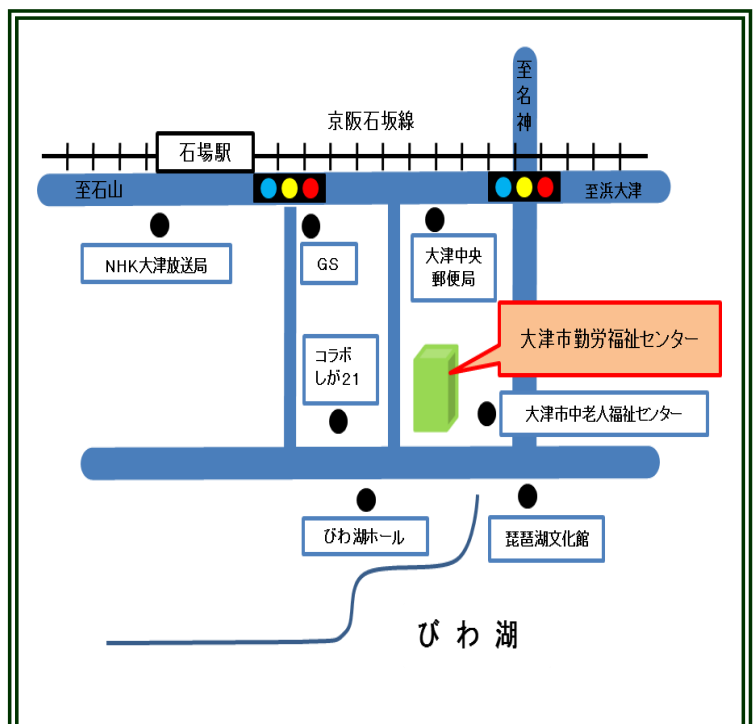 至名神
京阪石坂線
石場駅
至石山
至浜大津
NHK大津放送局
GS
大津中央
郵便局
大津市勤労福祉センター
コラボ
しが21
大津市中老人福祉センター
びわ湖ホール
琵琶湖文化館
びわ湖